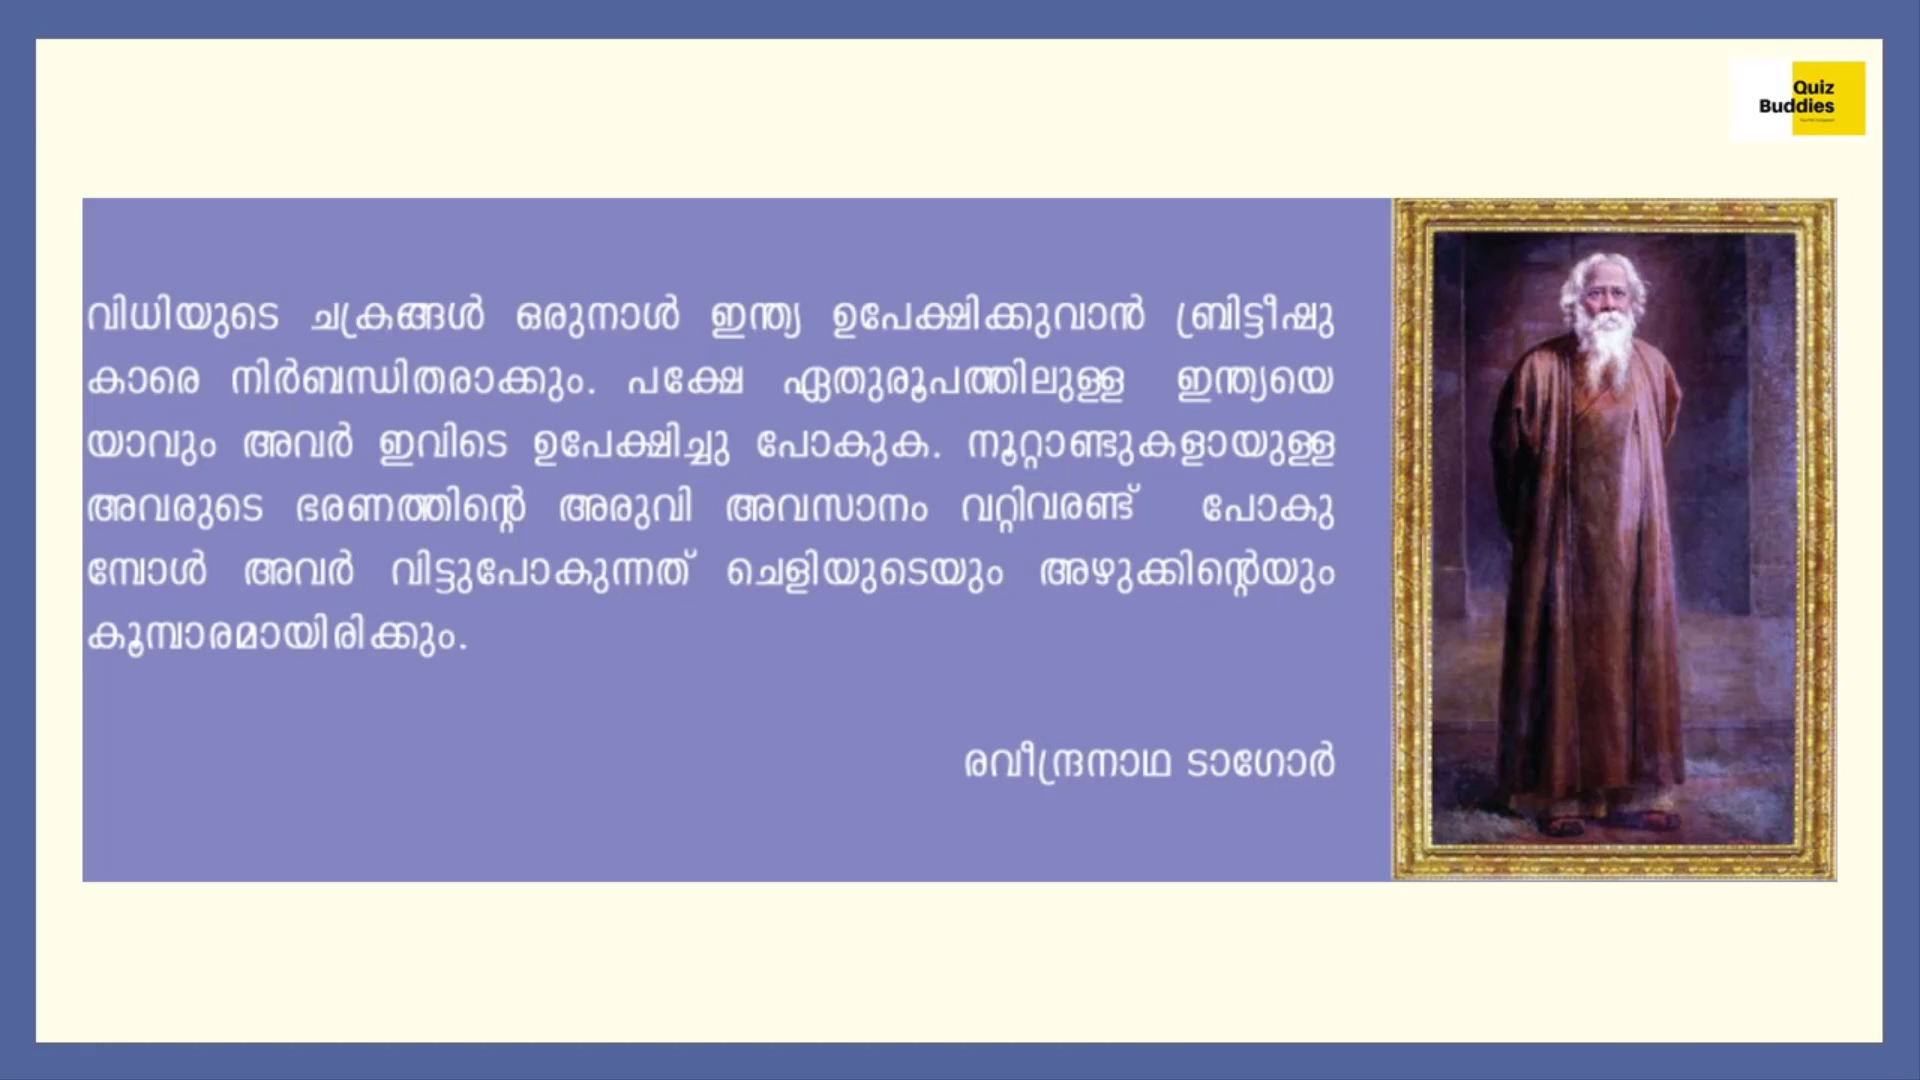 Quiz
Buddies
വിധിയുടെ ചക്രങ്ങൾ ഒരുനാൾ ഇന്ത്യ ഉപേക്ഷിക്കുവാൻ ബ്രിട്ടീഷു
കാരെ നിർബന്ധിതരാക്കും. പക്ഷേ ഏതുരൂപത്തിലുള്ള ഇന്ത്യയെ
യാവും അവർ ഇവിടെ ഉപേക്ഷിച്ചു പോകുക. നൂറ്റാണ്ടുകളായുള്ള
അവരുടെ ഭരണത്തിന്റെ അരുവി അവസാനം വറ്റിവരണ്ട് പോകു
മ്പോൾ അവർ വിട്ടുപോകുന്നത് ചെളിയുടെയും അഴുക്കിന്റെയും
കൂമ്പാരമായിരിക്കും.
രവീന്ദ്രനാഥ ടാഗോർ